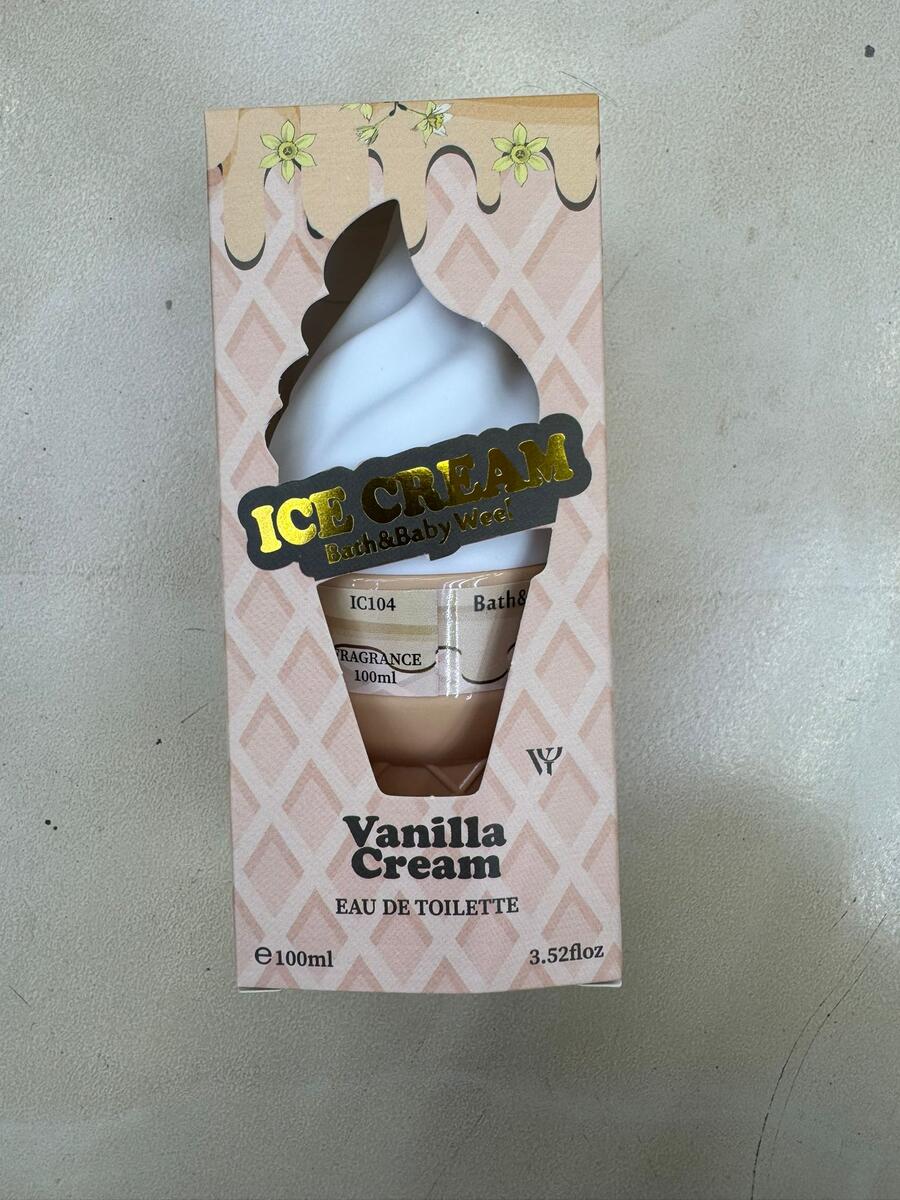 ICE CREAM
Bath&Baby Weel
IC104
Bath&
FRAGRANCE
100ml
Vanilla
Cream
EAU DE TOILETTE
℮100ml
3.52floz